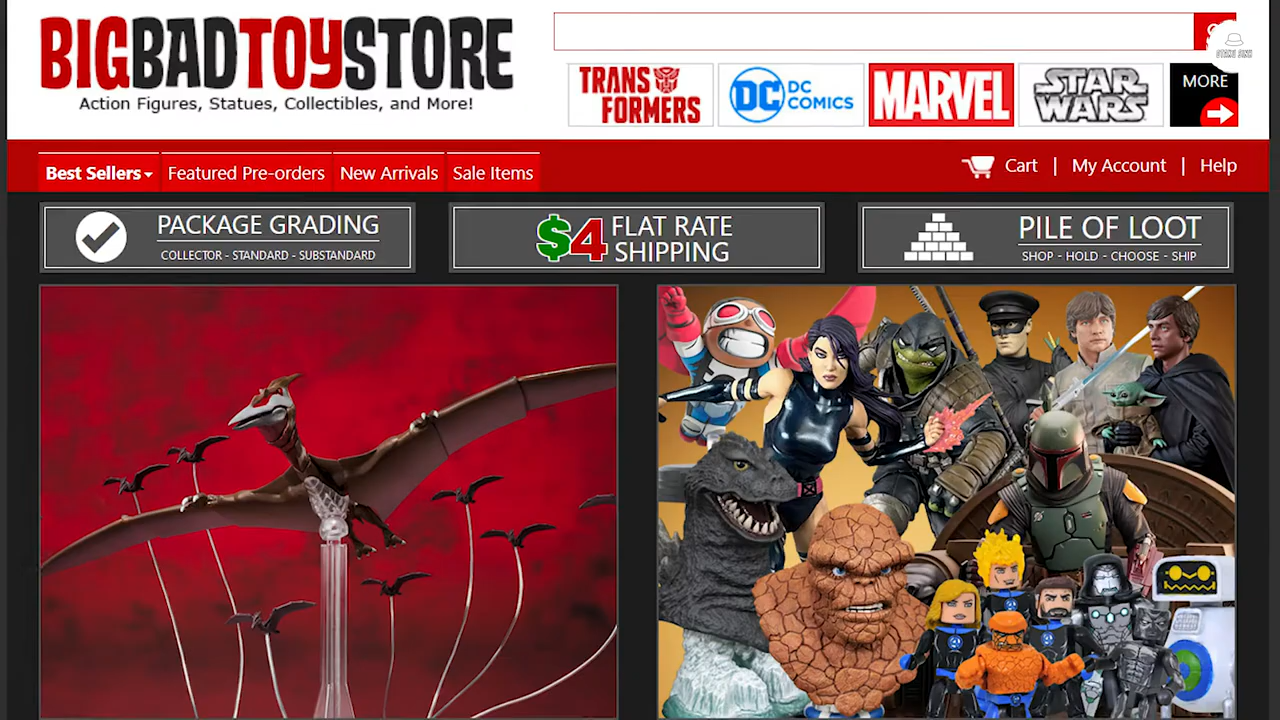 BIGBADTOYSTORE
Action Figures, Statues, Collectibles, and More!
TRANSFORMERS
DC DC COMICS
MARVEL
STAR WARS
MORE
Best Sellers
Featured Pre-orders
New Arrivals
Sale Items
Cart | My Account | Help
PACKAGE GRADING
COLLECTOR - STANDARD - SUBSTANDARD
$4 FLAT RATE
SHIPPING
PILE OF LOOT
SHOP - HOLD - CHOOSE - SHIP